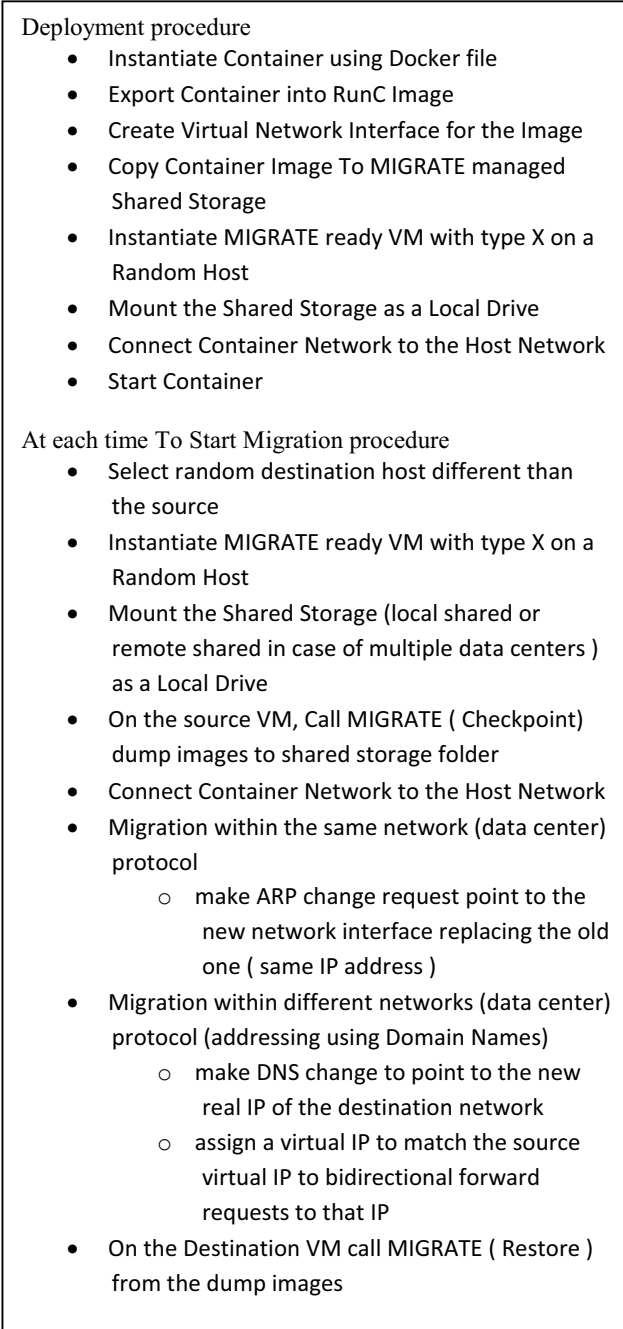 Deployment procedure
• Instantiate Container using Docker file
• Export Container into RunC Image
• Create Virtual Network Interface for the Image
• Copy Container Image To MIGRATE managed
Shared Storage
• Instantiate MIGRATE ready VM with type X on a
Random Host
• Mount the Shared Storage as a Local Drive
• Connect Container Network to the Host Network
• Start Container
At each time To Start Migration procedure
• Select random destination host different than
the source
• Instantiate MIGRATE ready VM with type X on a
Random Host
• Mount the Shared Storage (local shared or
remote shared in case of multiple data centers )
as a Local Drive
• On the source VM, Call MIGRATE ( Checkpoint)
dump images to shared storage folder
• Connect Container Network to the Host Network
• Migration within the same network (data center)
protocol
o make ARP change request point to the
new network interface replacing the old
one ( same IP address )
• Migration within different networks (data center)
protocol (addressing using Domain Names)
o make DNS change to point to the new
real IP of the destination network
o assign a virtual IP to match the source
virtual IP to bidirectional forward
requests to that IP
• On the Destination VM call MIGRATE ( Restore )
from the dump images